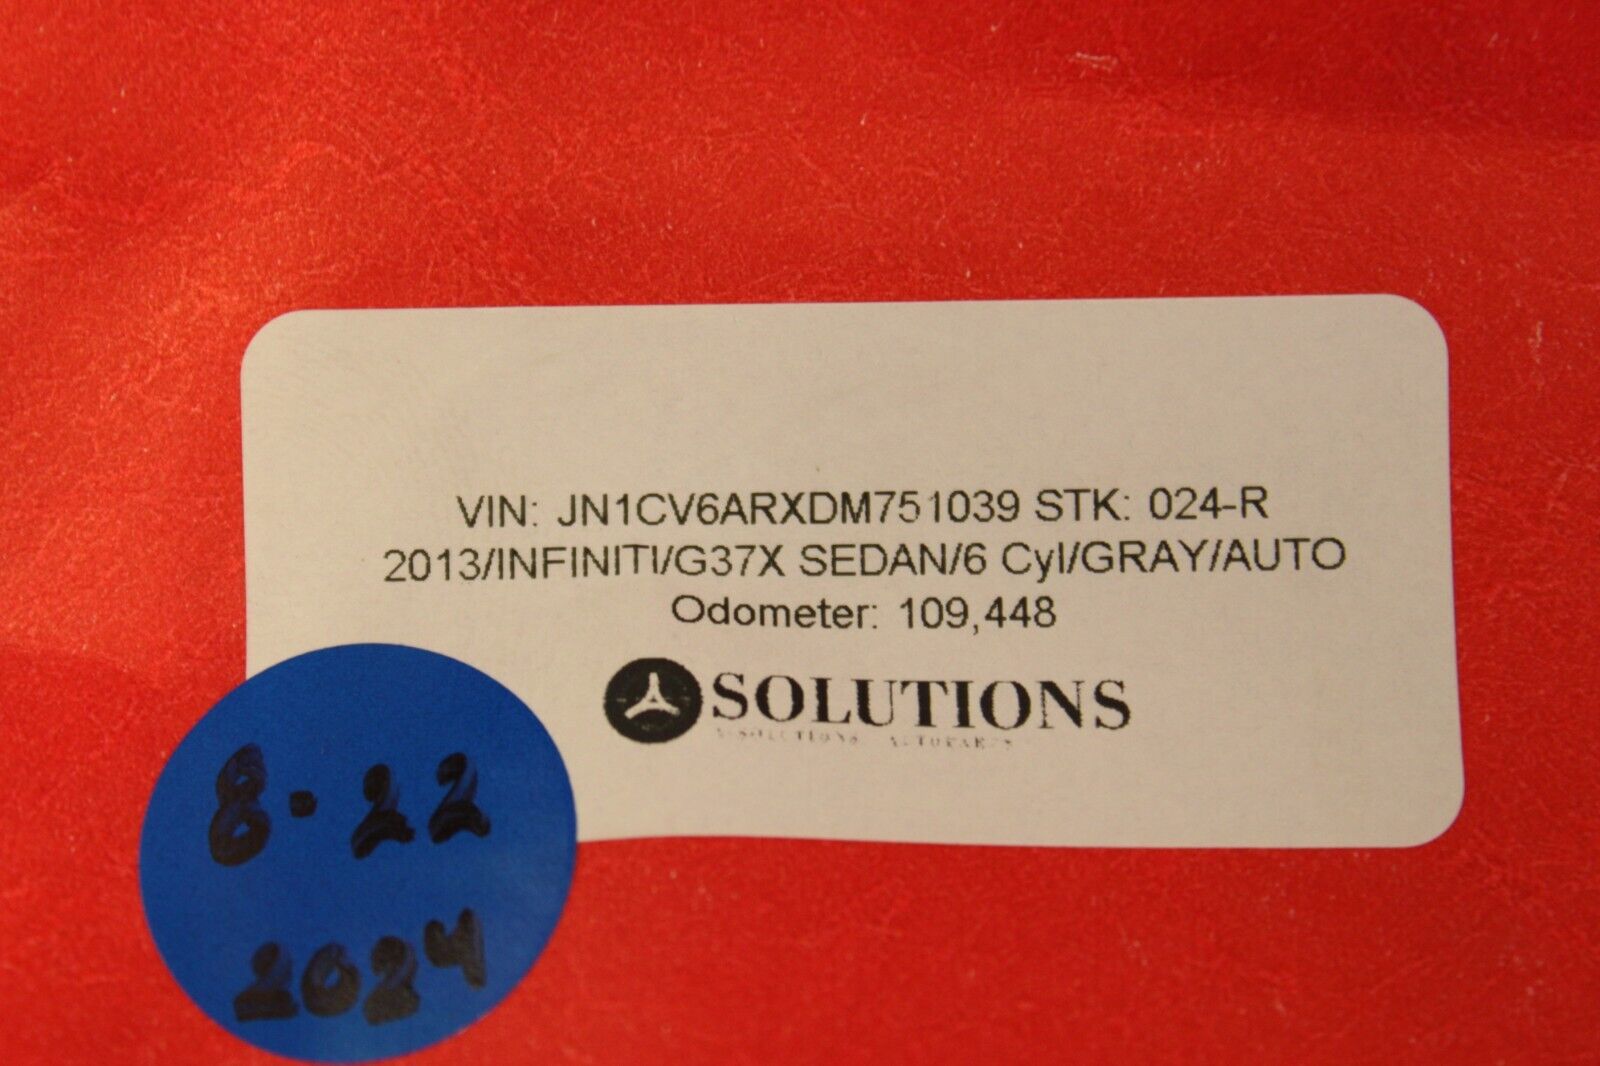 VIN: JN1CV6ARXDM751039 STK: 024-R
2013/INFINITI/G37X SEDAN/6 Cyl/GRAY/AUTO
Odometer: 109,448
SOLUTIONS
8-22
2024